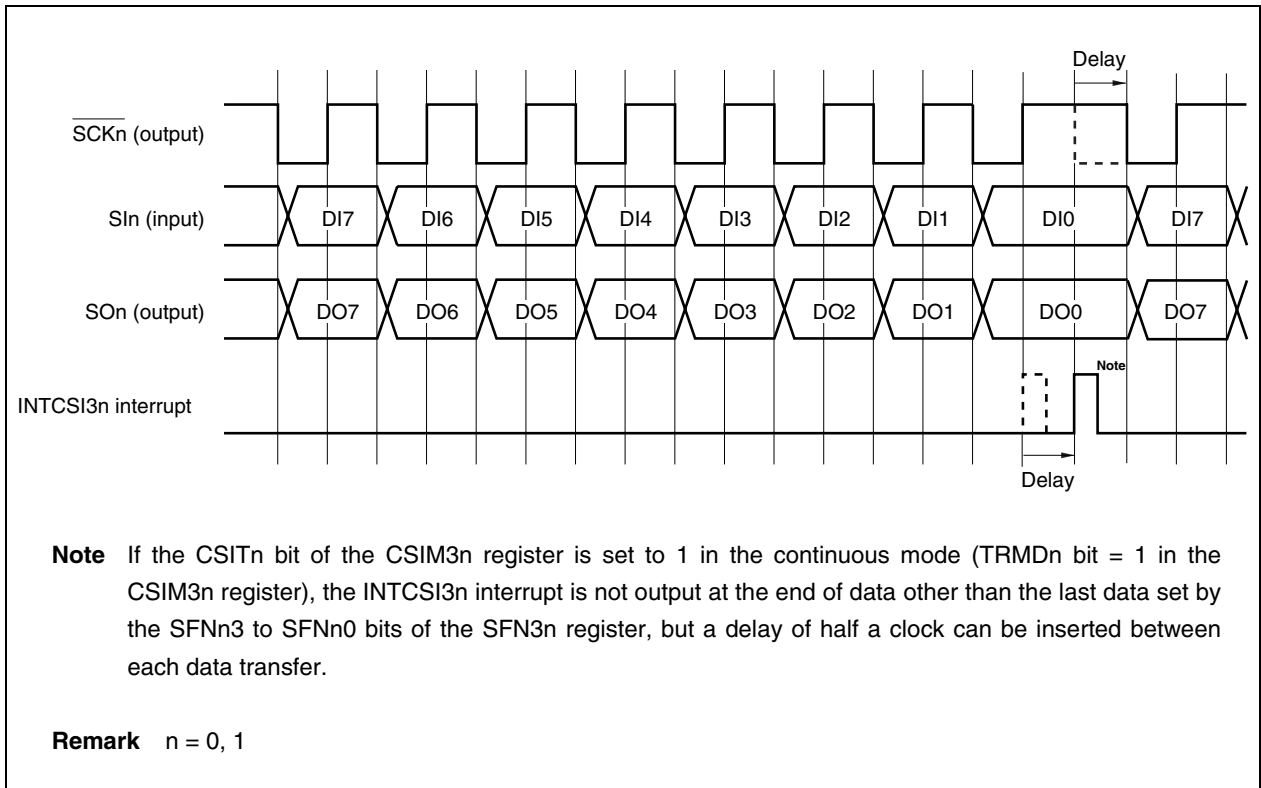 Delay
SCKn (output)
SIn (input) DI7 DI6 DI5 DI4 DI3 DI2 DI1 DI0 DI7
SOn (output) DO7 DO6 DO5 DO4 DO3 DO2 DO1 DO0 DO7
Note
INTCSI3n interrupt
Delay
Note If the CSITn bit of the CSIM3n register is set to 1 in the continuous mode (TRMDn bit = 1 in the
CSIM3n register), the INTCSI3n interrupt is not output at the end of data other than the last data set by
the SFNn3 to SFNn0 bits of the SFN3n register, but a delay of half a clock can be inserted between
each data transfer.
Remark n = 0, 1